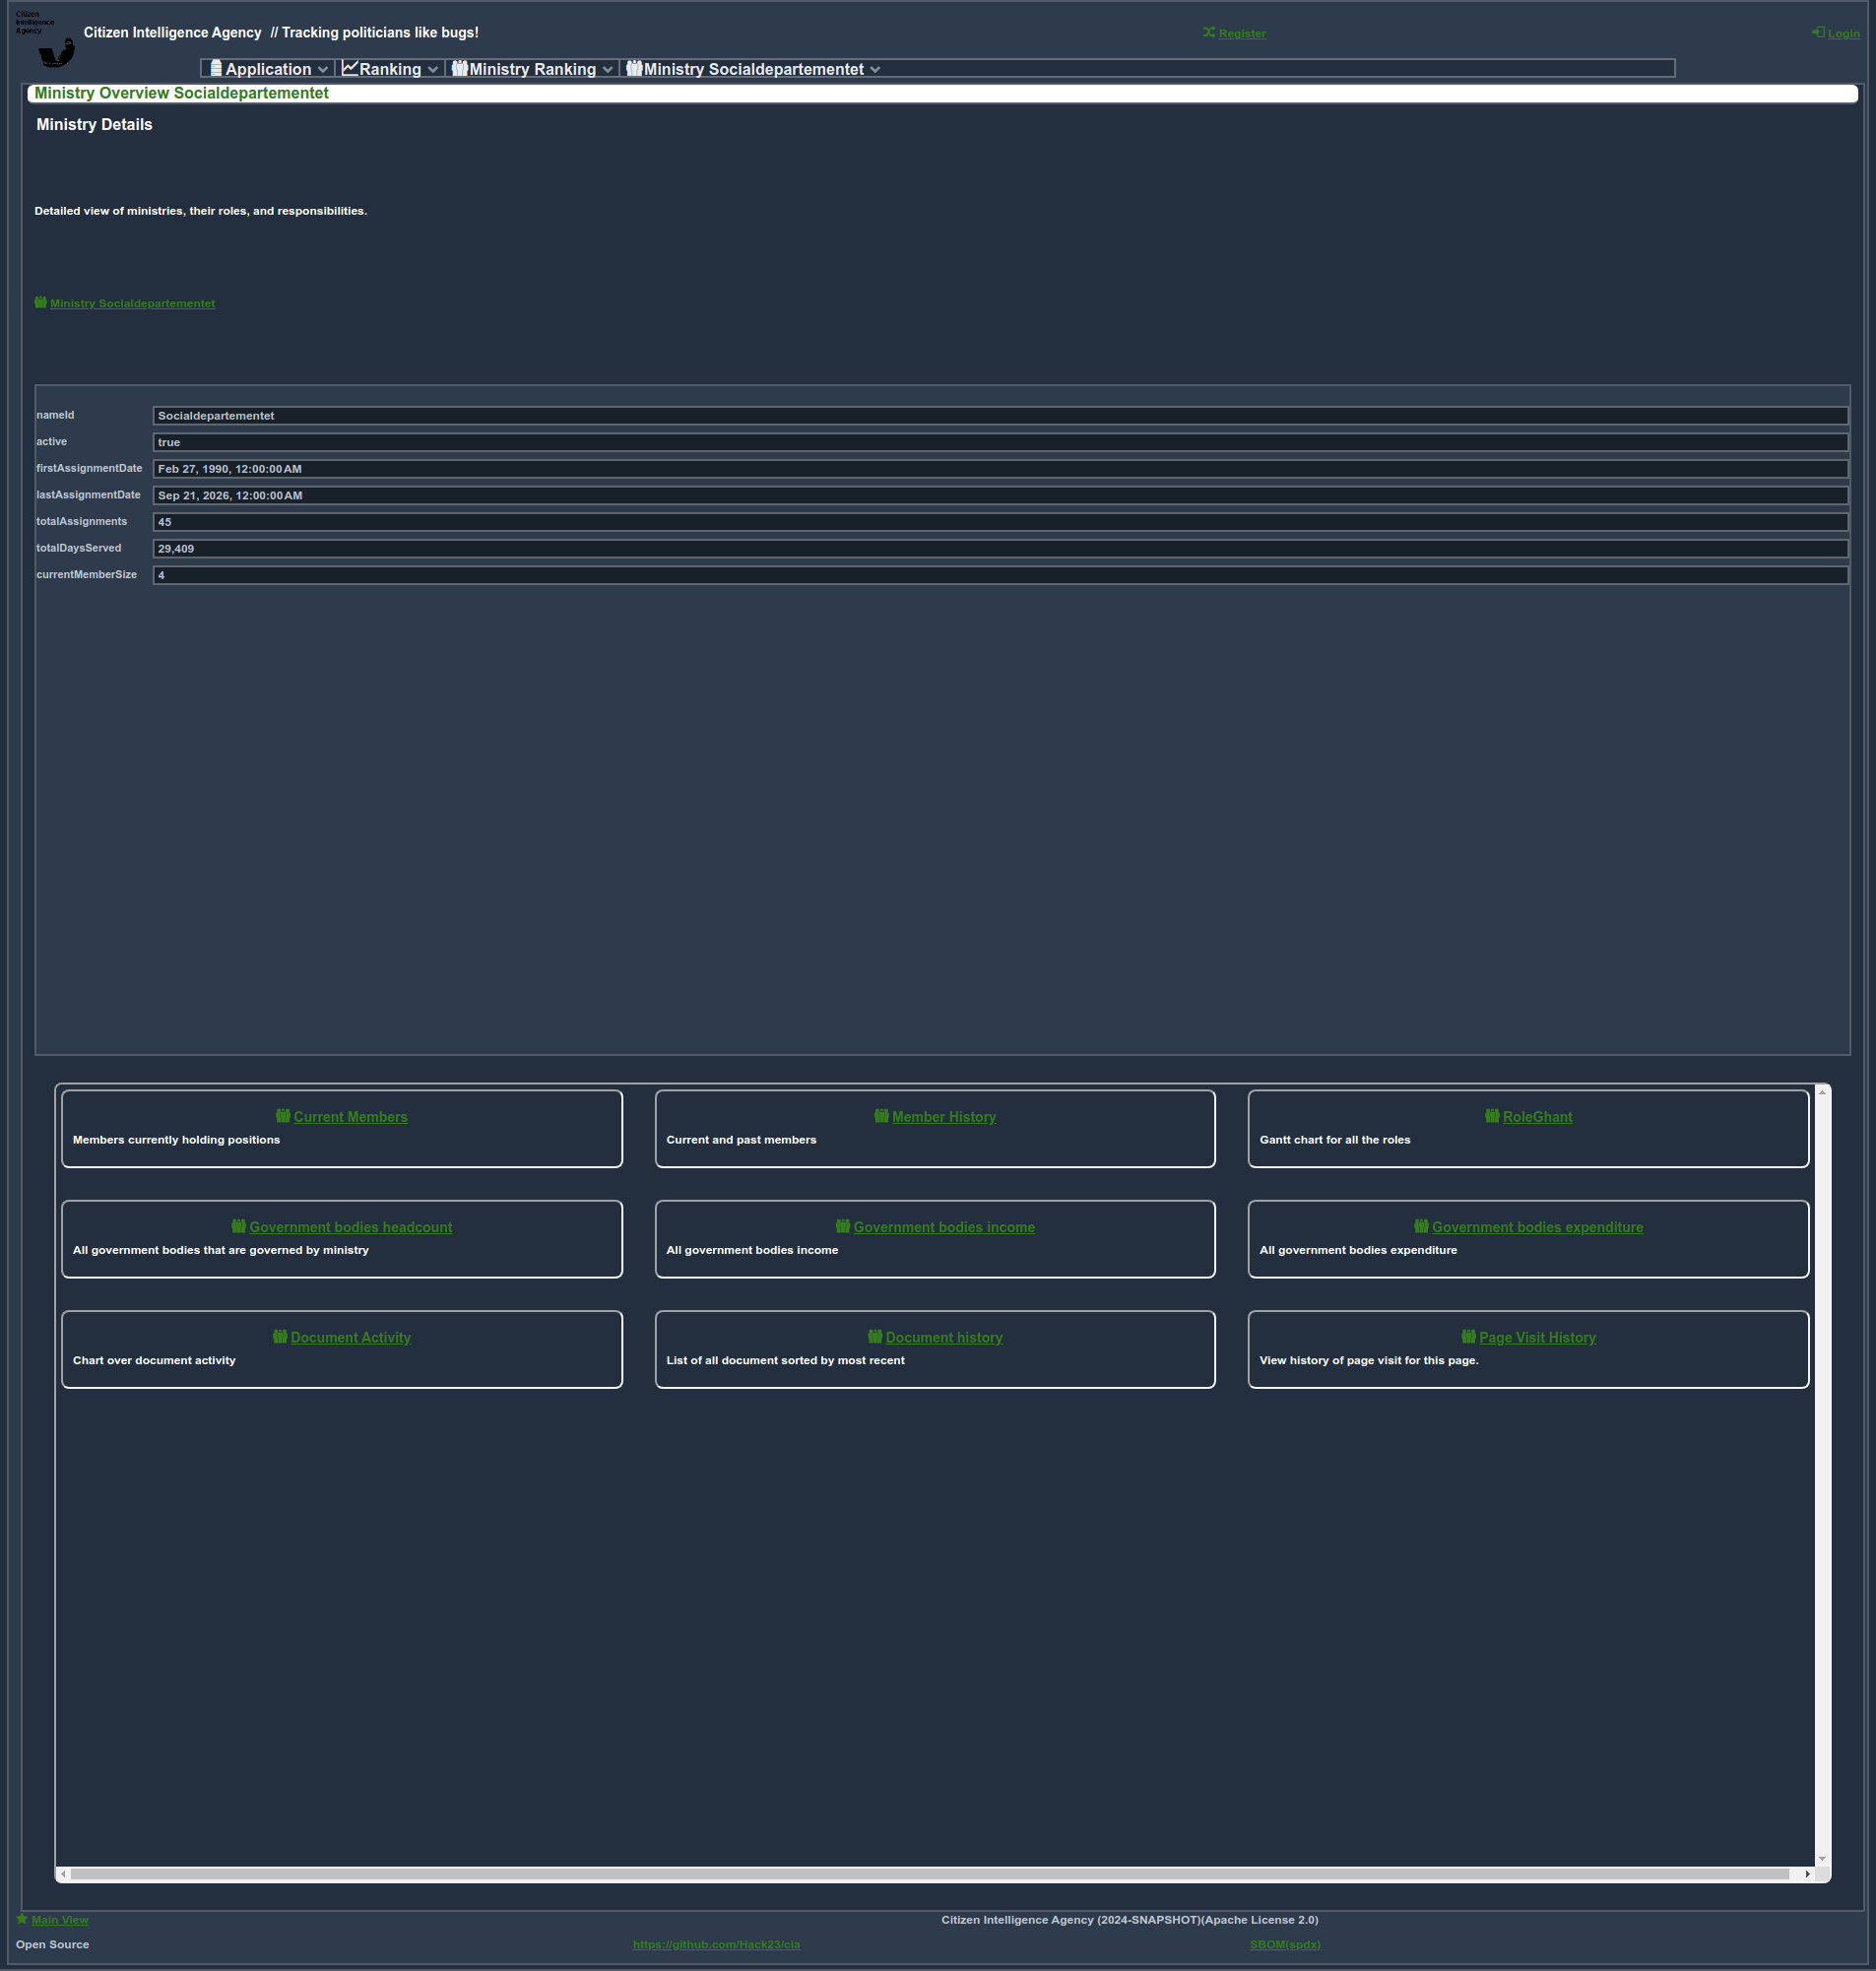 Citizen
Intelligence
Agency
Citizen Intelligence Agency // Tracking politicians like bugs!
Register
Login
Application
Ranking
Ministry Ranking
Ministry Socialdepartementet
Ministry Overview Socialdepartementet
Ministry Details
Detailed view of ministries, their roles, and responsibilities.
Ministry Socialdepartementet
nameId Socialdepartementet
active true
firstAssignmentDate Feb 27, 1990, 12:00:00 AM
lastAssignmentDate Sep 21, 2026, 12:00:00 AM
totalAssignments 45
totalDaysServed 29,409
currentMemberSize 4
Current Members
Members currently holding positions
Member History
Current and past members
RoleGhant
Gantt chart for all the roles
Government bodies headcount
All government bodies that are governed by ministry
Government bodies income
All government bodies income
Government bodies expenditure
All government bodies expenditure
Document Activity
Chart over document activity
Document history
List of all document sorted by most recent
Page Visit History
View history of page visit for this page.
Main View
Citizen Intelligence Agency (2024-SNAPSHOT)(Apache License 2.0)
Open Source
https://github.com/Hack23/cia
SBOM(spdx)